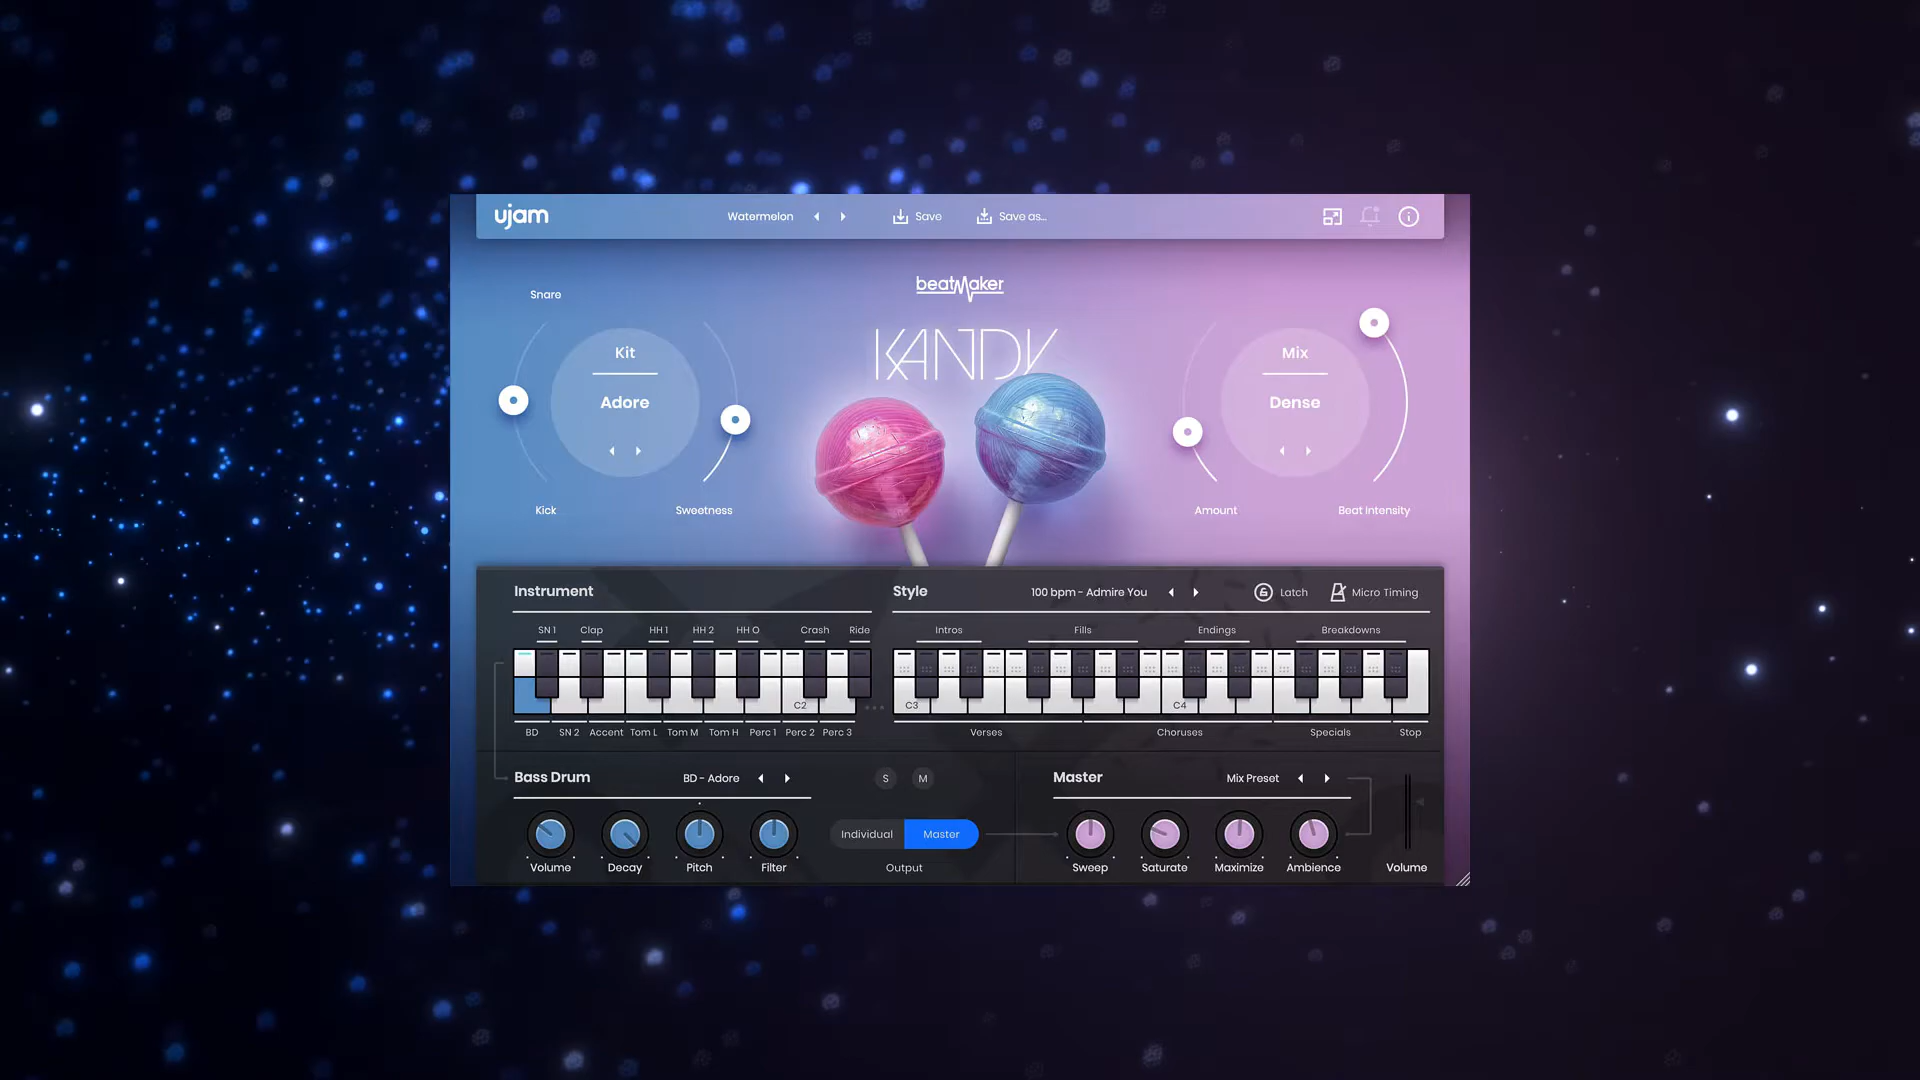 ujam
Watermelon
Save
Save as...
beatMaker
KANDY
Snare
Kit
Adore
Kick
Sweetness
Mix
Dense
Amount
Beat Intensity
Instrument
Style
100 bpm - Admire You
Latch
Micro Timing
SN 1 Clap HH 1 HH 2 HH O Crash Ride
Intros Fills Endings Breakdowns
C2
C3
C4
BD SN 2 Accent Tom L Tom M Tom H Perc 1 Perc 2 Perc 3
Verses Choruses Specials Stop
Bass Drum
BD - Adore
S
M
Master
Mix Preset
Individual
Master
Output
Volume Decay Pitch Filter
Sweep Saturate Maximize Ambience
Volume